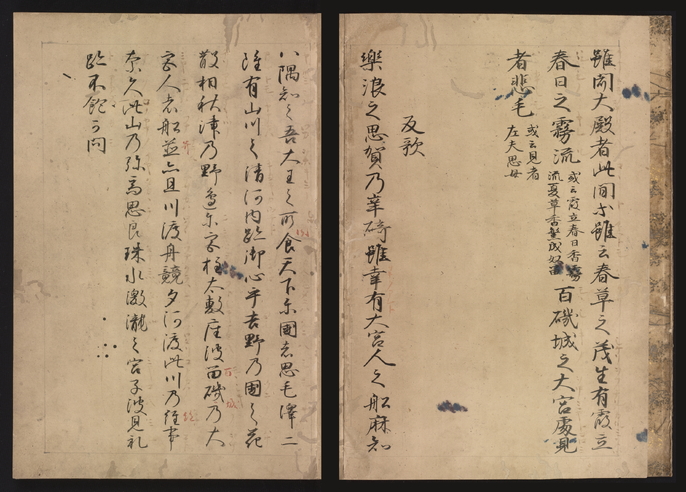 雖聞大殿者此間等雖云春草之茂生有霞立
春日之霧流 或云霞立春日香霧
流夏草香繁成奴留 百磯城之大宮處見
者悲毛 或云見者
左夫思母
反歌
樂浪之思賀乃辛碕雖幸有大宮人之船麻知
八隅知之吾大王之所食天下尓國者思毛澤二
雖有山川之清河内跡御心乎吉野乃國之花
散相秋津乃野邊尓宮柱太敷座波百磯乃大
宮人者船並弖旦川渡舟競夕河渡此川乃絶事
奈久此山乃弥高思良珠水激瀧之宮子波見礼
跡不飽可問